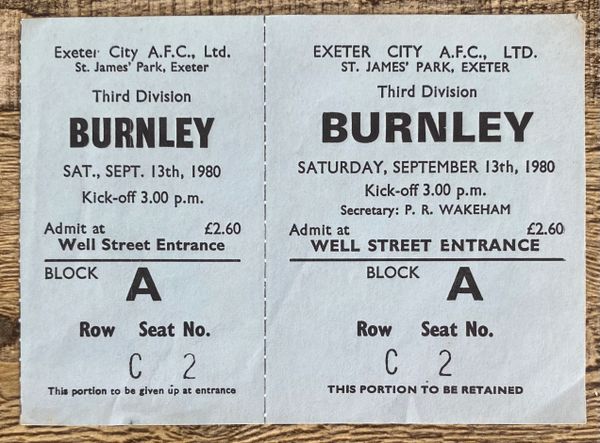 Exeter City A.F.C., Ltd.
St. James' Park, Exeter
Third Division
BURNLEY
SAT., SEPT. 13th, 1980
Kick-off 3.00 p.m.
Admit at £2.60
Well Street Entrance
BLOCK A
Row Seat No.
C 2
This portion to be given up at entrance
EXETER CITY A.F.C., LTD.
ST. JAMES' PARK, EXETER
Third Division
BURNLEY
SATURDAY, SEPTEMBER 13th, 1980
Kick-off 3.00 p.m.
Secretary: P. R. WAKEHAM
Admit at £2.60
WELL STREET ENTRANCE
BLOCK A
Row Seat No.
C 2
THIS PORTION TO BE RETAINED